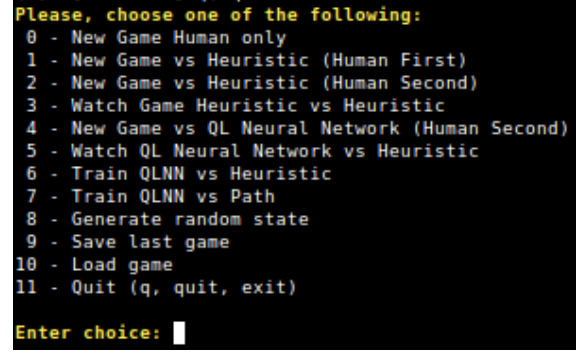 Please, choose one of the following:
0 - New Game Human only
1 - New Game vs Heuristic (Human First)
2 - New Game vs Heuristic (Human Second)
3 - Watch Game Heuristic vs Heuristic
4 - New Game vs QL Neural Network (Human Second)
5 - Watch QL Neural Network vs Heuristic
6 - Train QLNN vs Heuristic
7 - Train QLNN vs Path
8 - Generate random state
9 - Save last game
10 - Load game
11 - Quit (q, quit, exit)
Enter choice: